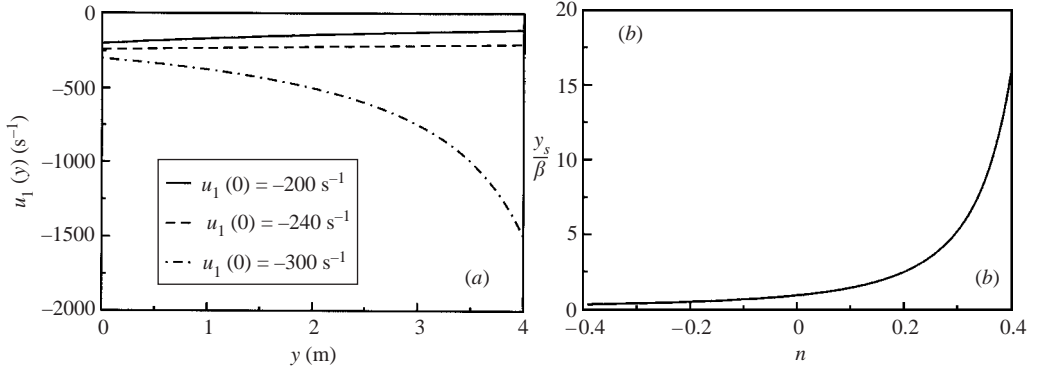 0
−500
−1000
−1500
−2000
u₁ (y) (s⁻¹)
u₁ (0) = −200 s⁻¹
u₁ (0) = −240 s⁻¹
u₁ (0) = −300 s⁻¹
(a)
0 1 2 3 4
y (m)
20
15
10
5
0
y_s
β
(b)
(b)
−0.4 −0.2 0 0.2 0.4
n